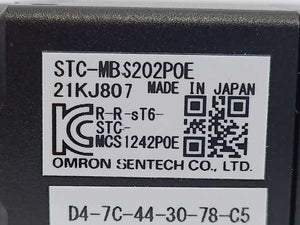 STC-MBS202POE
21KJ807 MADE IN JAPAN
R-R-sT6-
STC-
MCS1242POE
OMRON SENTECH CO., LTD.
D4-7C-44-30-78-C5